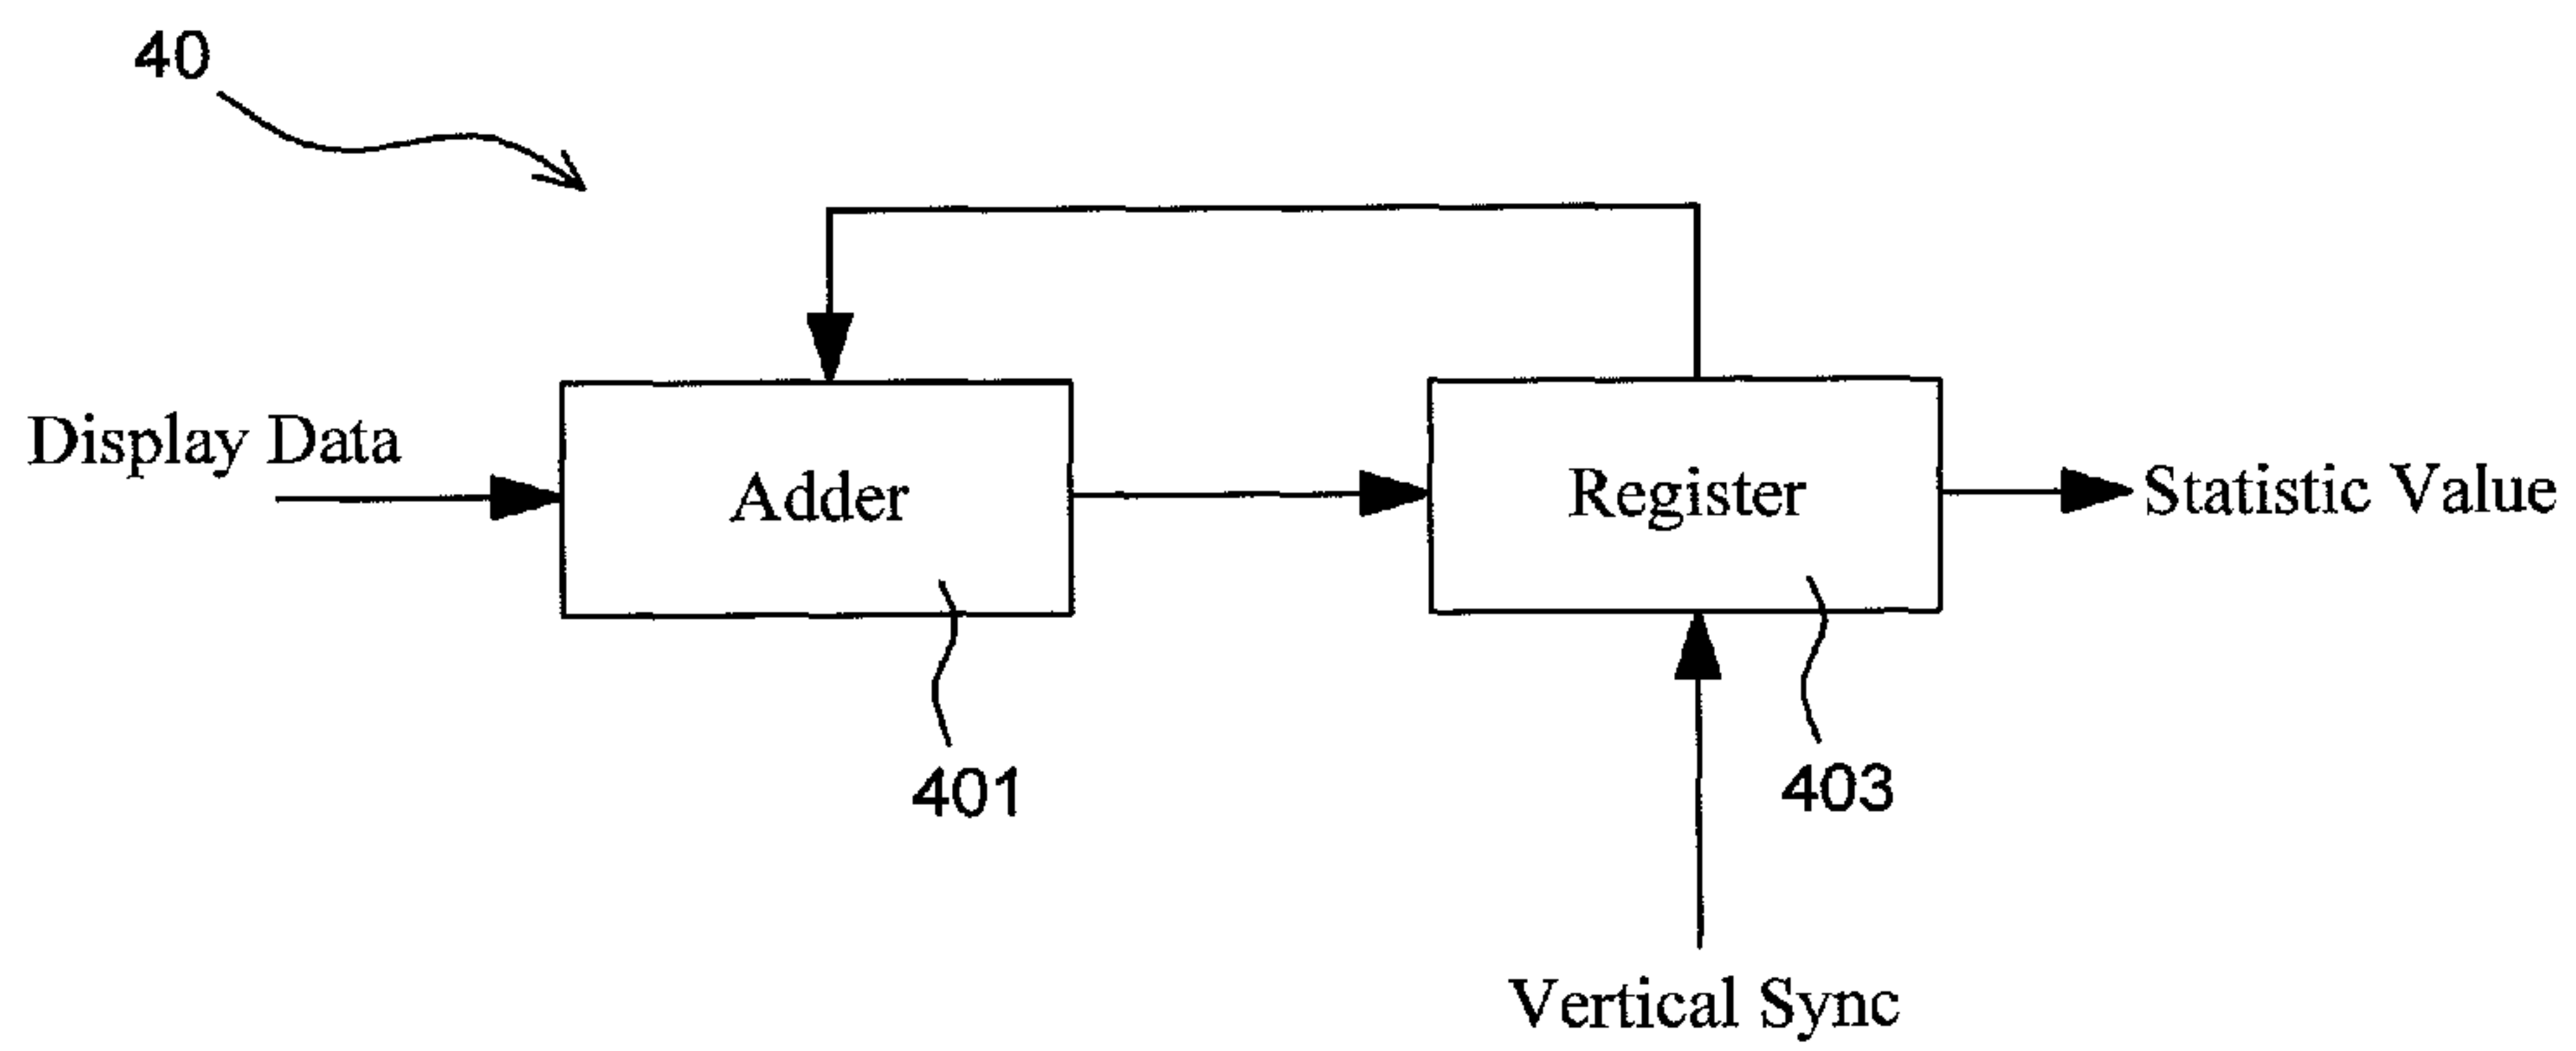 40
Display Data
Adder
Register
Statistic Value
401
403
Vertical Sync